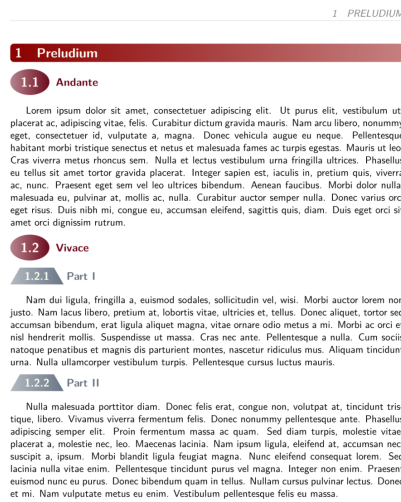 1 PRELUDIUM
1 Preludium
1.1 Andante
Lorem ipsum dolor sit amet, consectetuer adipiscing elit. Ut purus elit, vestibulum ut
placerat ac, adipiscing vitae, felis. Curabitur dictum gravida mauris. Nam arcu libero, nonummy
eget, consectetuer id, vulputate a, magna. Donec vehicula augue eu neque. Pellentesque
habitant morbi tristique senectus et netus et malesuada fames ac turpis egestas. Mauris ut leo
Cras viverra metus rhoncus sem. Nulla et lectus vestibulum urna fringilla ultrices. Phasellus
eu tellus sit amet tortor gravida placerat. Integer sapien est, iaculis in, pretium quis, viverra
ac, nunc. Praesent eget sem vel leo ultrices bibendum. Aenean faucibus. Morbi dolor nulla
malesuada eu, pulvinar at, mollis ac, nulla. Curabitur auctor semper nulla. Donec varius orc
eget risus. Duis nibh mi, congue eu, accumsan eleifend, sagittis quis, diam. Duis eget orci si
amet orci dignissim rutrum.
1.2 Vivace
1.2.1 Part I
Nam dui ligula, fringilla a, euismod sodales, sollicitudin vel, wisi. Morbi auctor lorem non
justo. Nam lacus libero, pretium at, lobortis vitae, ultricies et, tellus. Donec aliquet, tortor sed
accumsan bibendum, erat ligula aliquet magna, vitae ornare odio metus a mi. Morbi ac orci e
nisl hendrerit mollis. Suspendisse ut massa. Cras nec ante. Pellentesque a nulla. Cum sociis
natoque penatibus et magnis dis parturient montes, nascetur ridiculus mus. Aliquam tincidunt
urna. Nulla ullamcorper vestibulum turpis. Pellentesque cursus luctus mauris.
1.2.2 Part II
Nulla malesuada porttitor diam. Donec felis erat, congue non, volutpat at, tincidunt tris-
tique, libero. Vivamus viverra fermentum felis. Donec nonummy pellentesque ante. Phasellus
adipiscing semper elit. Proin fermentum massa ac quam. Sed diam turpis, molestie vitae
placerat a, molestie nec, leo. Maecenas lacinia. Nam ipsum ligula, eleifend at, accumsan nec
suscipit a, ipsum. Morbi blandit ligula feugiat magna. Nunc eleifend consequat lorem. Sed
lacinia nulla vitae enim. Pellentesque tincidunt purus vel magna. Integer non enim. Praesent
euismod nunc eu purus. Donec bibendum quam in tellus. Nullam cursus pulvinar lectus. Donec
et mi. Nam vulputate metus eu enim. Vestibulum pellentesque felis eu massa.